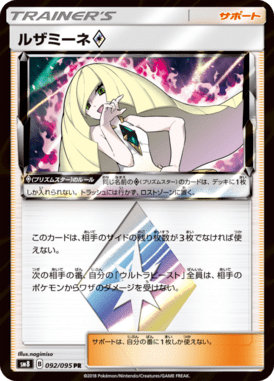 TRAINER'S
サポート
ルザミーネ◇
◇(プリズムスター)のルール
同じ名前の◇(プリズムスター)のカードは、デッキに1枚
しか入れられない。トラッシュには行かず、ロストゾーンに置く。
このカードは、相手のサイドの残り枚数が3枚でなければ使
えない。
次の相手の番、自分の「ウルトラビースト」全員は、相手の
ポケモンからワザのダメージを受けない。
サポートは、自分の番に1枚しか使えない。
illus.nagimiso
SM8 D 092/095 PR
©2018 Pokémon/Nintendo/Creatures/GAME FREAK.